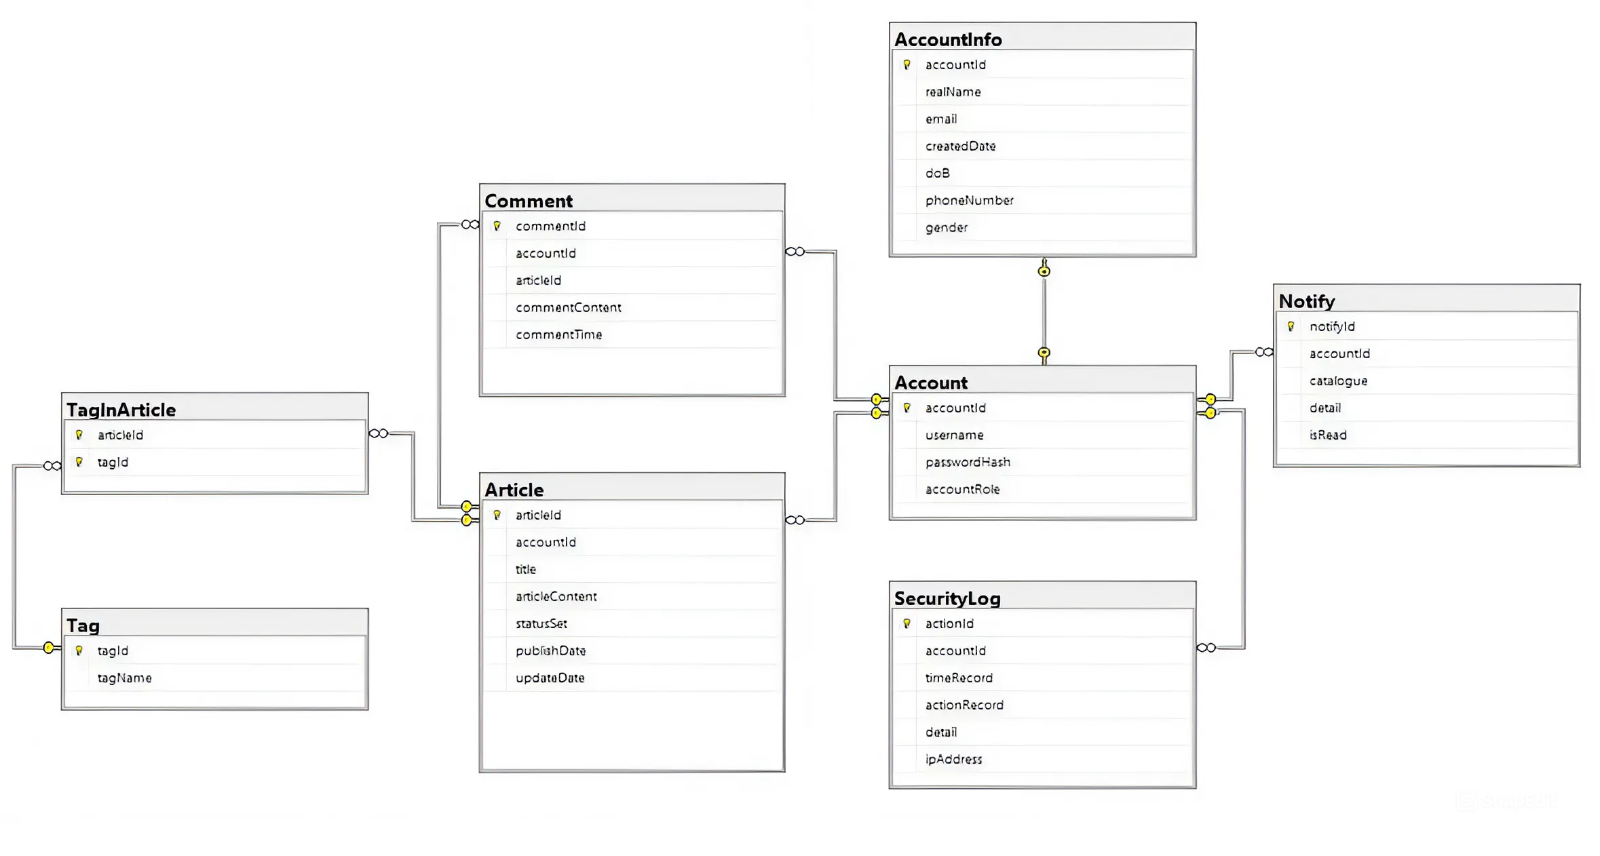 AccountInfo
accountId
realName
email
createdDate
doB
phoneNumber
gender
Comment
commentId
accountId
articleId
commentContent
commentTime
Notify
notifyId
accountId
catalogue
detail
isRead
Account
accountId
username
passwordHash
accountRole
TagInArticle
articleId
tagId
Article
articleId
accountId
title
articleContent
statusSet
publishDate
updateDate
Tag
tagId
tagName
SecurityLog
actionId
accountId
timeRecord
actionRecord
detail
ipAddress